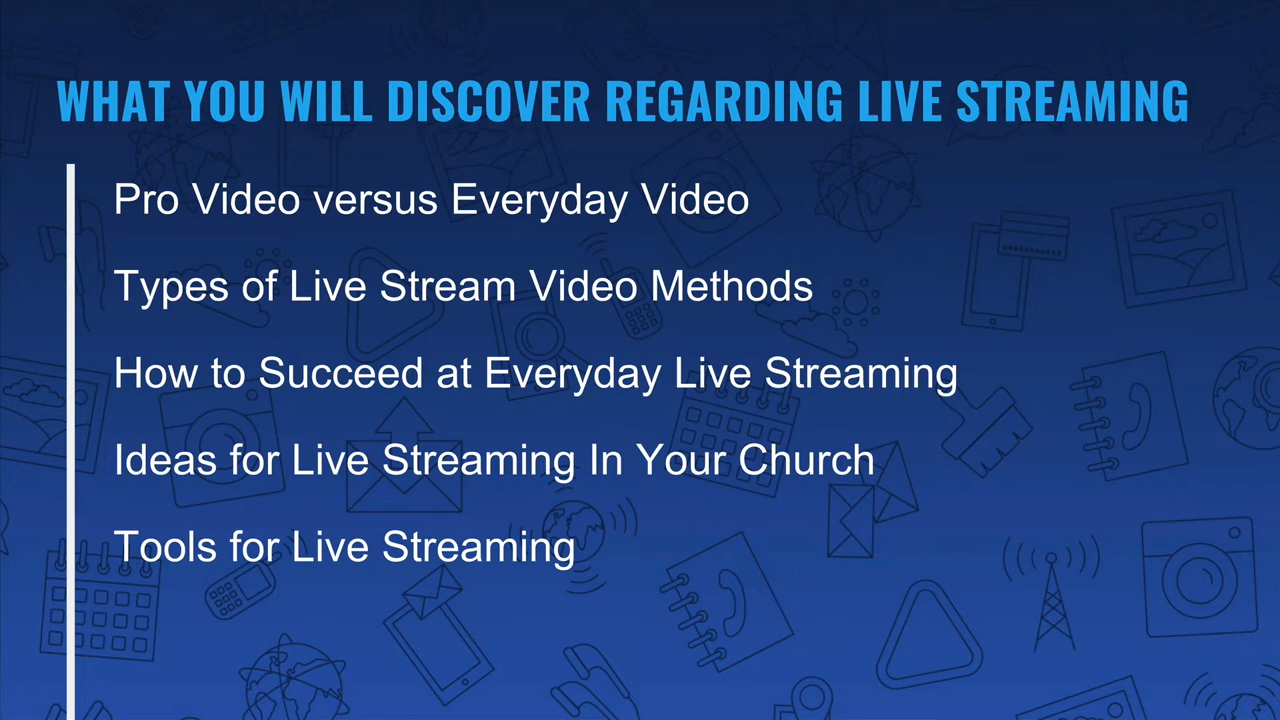 WHAT YOU WILL DISCOVER REGARDING LIVE STREAMING
Pro Video versus Everyday Video
Types of Live Stream Video Methods
How to Succeed at Everyday Live Streaming
Ideas for Live Streaming In Your Church
Tools for Live Streaming